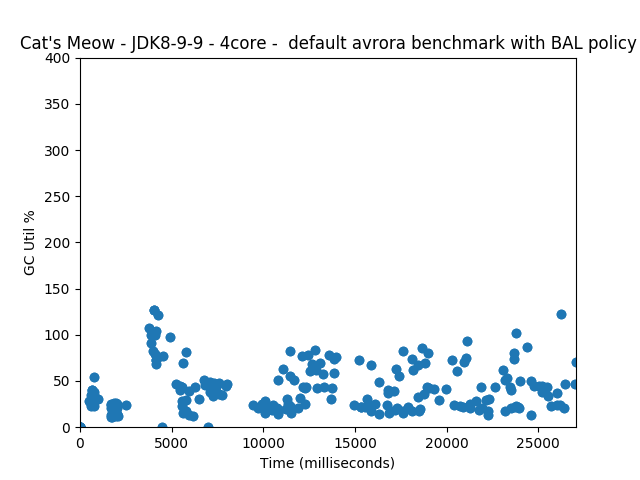 Cat's Meow - JDK8-9-9 - 4core -  default avrora benchmark with BAL policy
400
350
300
250
200
150
100
50
0
GC Util %
0 5000 10000 15000 20000 25000
Time (milliseconds)